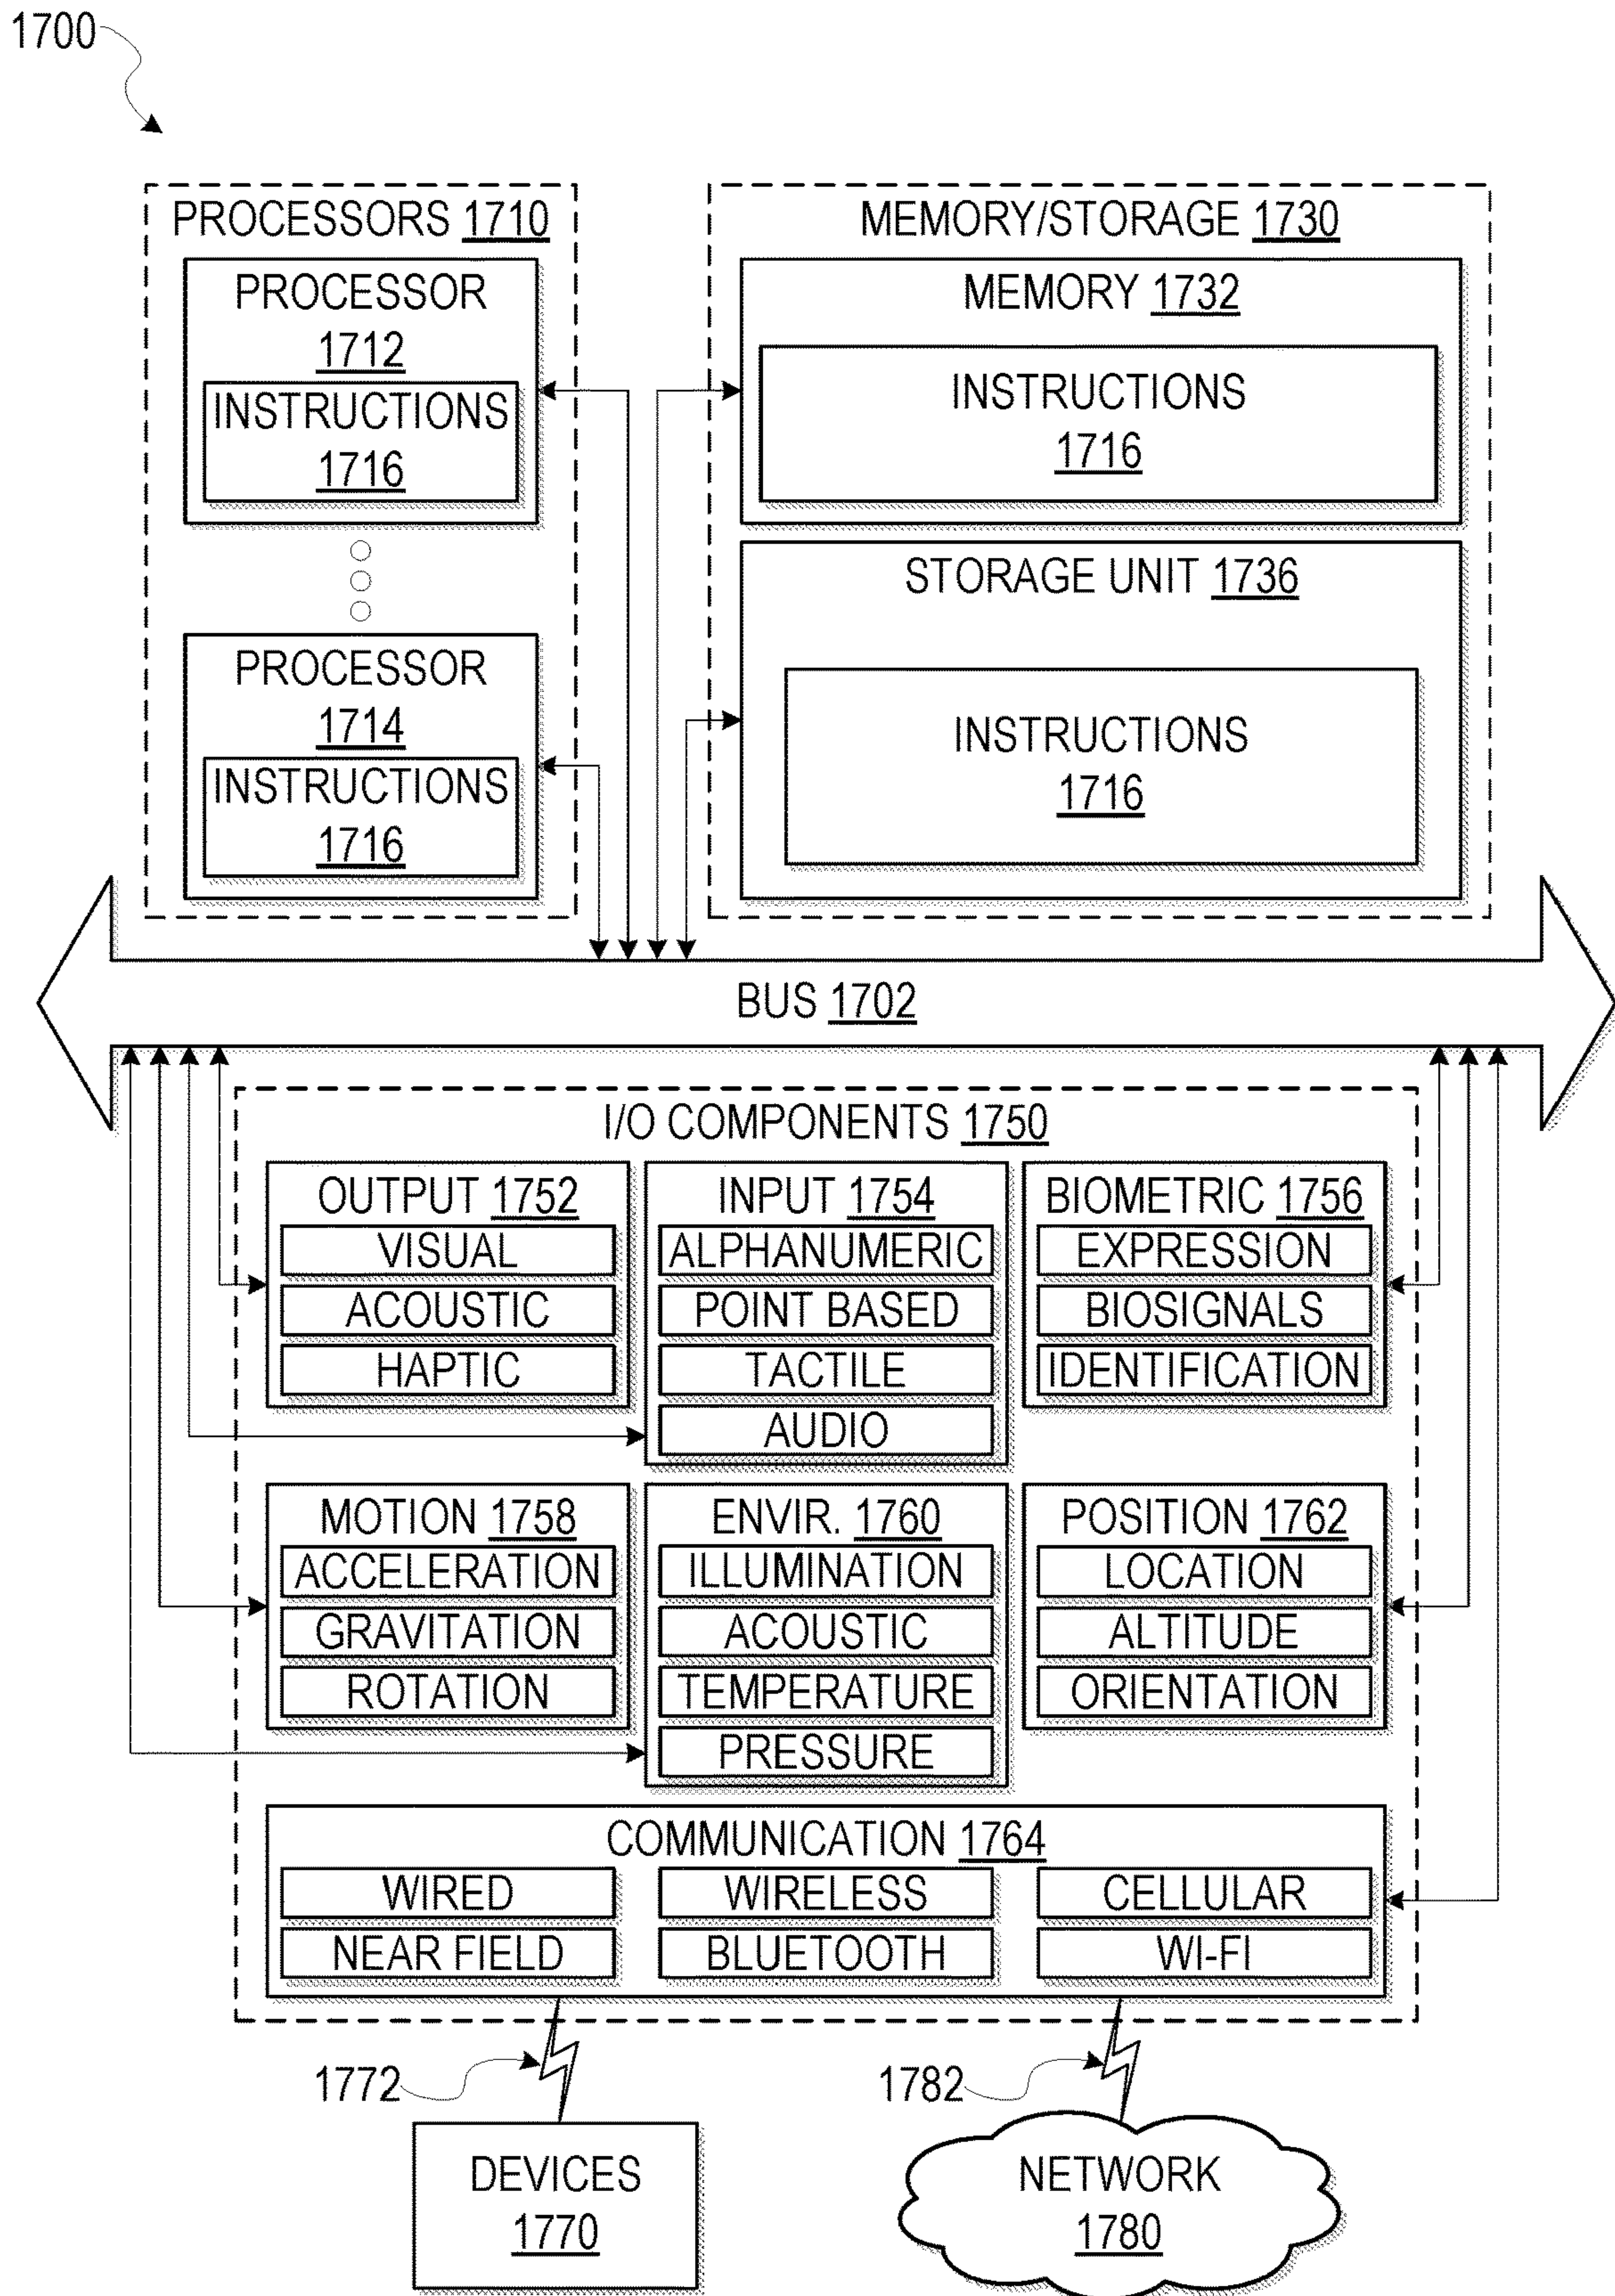 1700
PROCESSORS 1710
PROCESSOR
1712
INSTRUCTIONS
1716
PROCESSOR
1714
INSTRUCTIONS
1716
MEMORY/STORAGE 1730
MEMORY 1732
INSTRUCTIONS
1716
STORAGE UNIT 1736
INSTRUCTIONS
1716
BUS 1702
I/O COMPONENTS 1750
OUTPUT 1752
VISUAL
ACOUSTIC
HAPTIC
INPUT 1754
ALPHANUMERIC
POINT BASED
TACTILE
AUDIO
BIOMETRIC 1756
EXPRESSION
BIOSIGNALS
IDENTIFICATION
MOTION 1758
ACCELERATION
GRAVITATION
ROTATION
ENVIR. 1760
ILLUMINATION
ACOUSTIC
TEMPERATURE
PRESSURE
POSITION 1762
LOCATION
ALTITUDE
ORIENTATION
COMMUNICATION 1764
WIRED
WIRELESS
CELLULAR
NEAR FIELD
BLUETOOTH
WI-FI
1772
1782
DEVICES
1770
NETWORK
1780